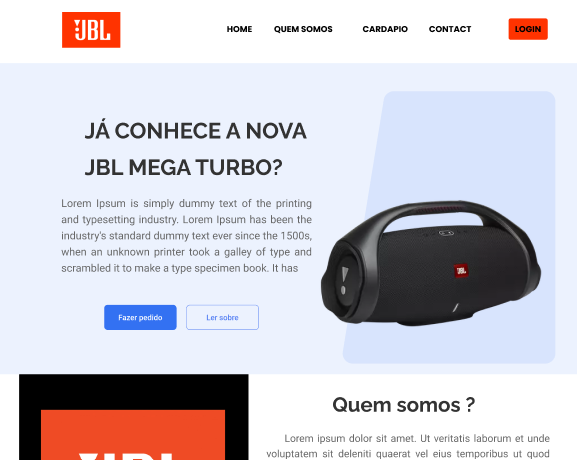 JBL
HOME QUEM SOMOS CARDAPIO CONTACT LOGIN
JÁ CONHECE A NOVA
JBL MEGA TURBO?
Lorem Ipsum is simply dummy text of the printing
and typesetting industry. Lorem Ipsum has been the
industry's standard dummy text ever since the 1500s,
when an unknown printer took a galley of type and
scrambled it to make a type specimen book. It has
JBL
Fazer pedido Ler sobre
JBL
Quem somos ?
Lorem ipsum dolor sit amet. Ut veritatis laborum et unde
voluptatem sit deleniti quaerat vel eius temporibus ut quod